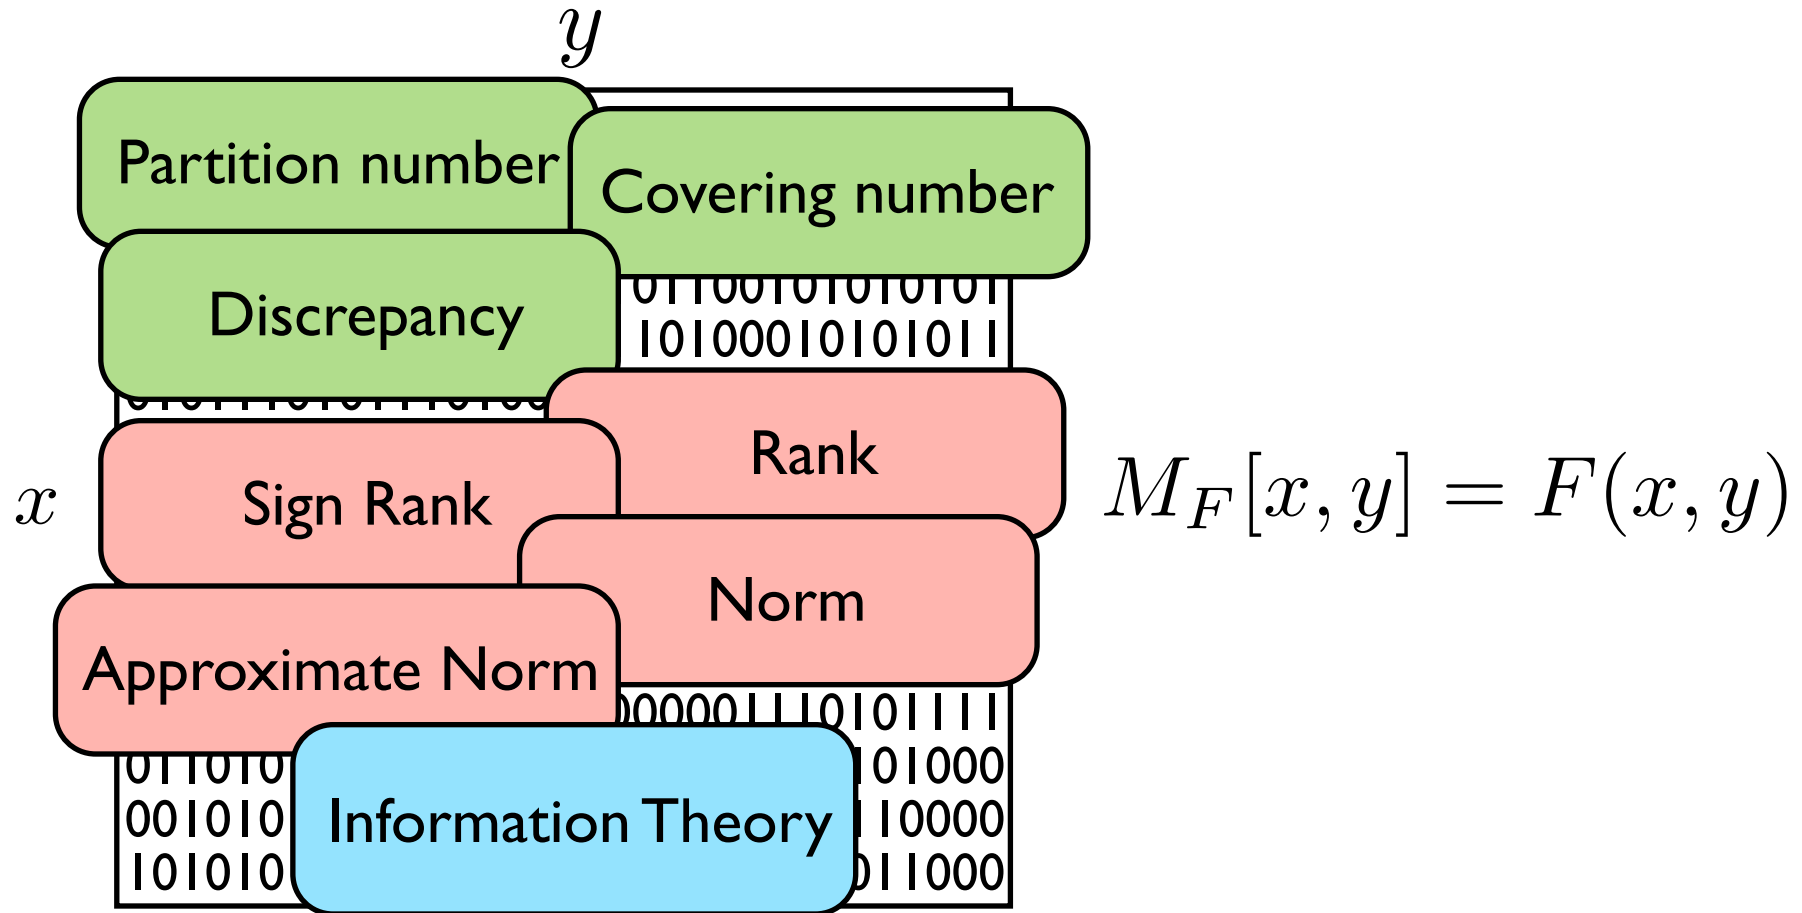 y
Partition number
Covering number
01100101010101
Discrepancy
10100010101011
Rank
x
Sign Rank
M_F[x, y] = F(x, y)
Norm
Approximate Norm
00001110101111
011010 101000
001010 110000
Information Theory
101010 011000